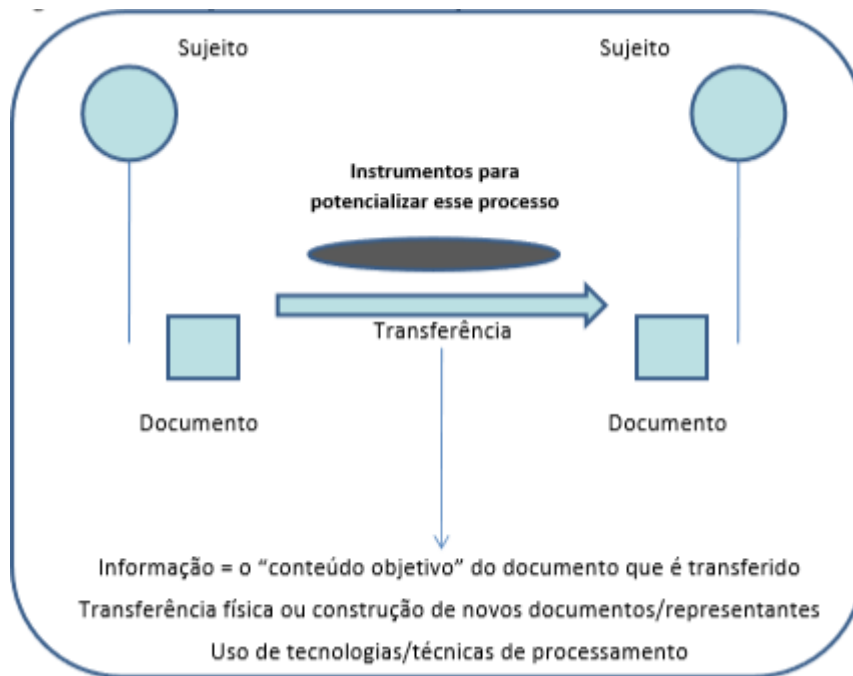 Sujeito
Sujeito
Instrumentos para
potencializar esse processo
Transferência
Documento
Documento
Informação = o “conteúdo objetivo” do documento que é transferido
Transferência física ou construção de novos documentos/representantes
Uso de tecnologias/técnicas de processamento